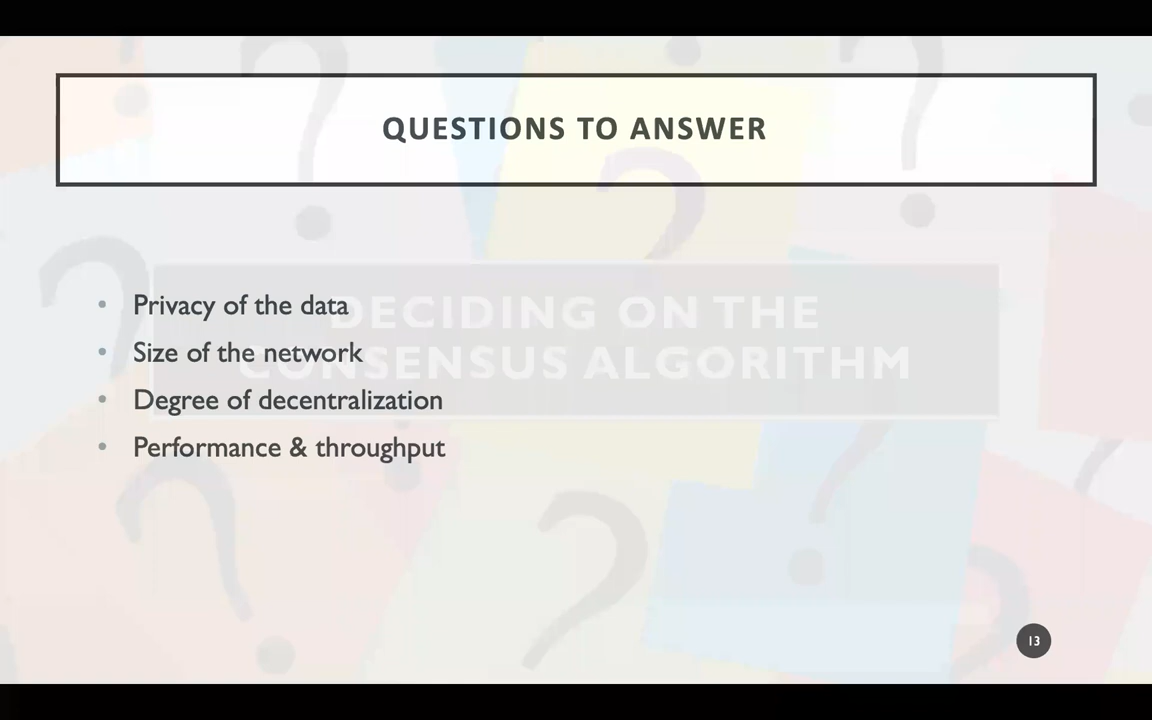 QUESTIONS TO ANSWER
DECIDING ON THE
CONSENSUS ALGORITHM
• Privacy of the data
• Size of the network
• Degree of decentralization
• Performance & throughput
13